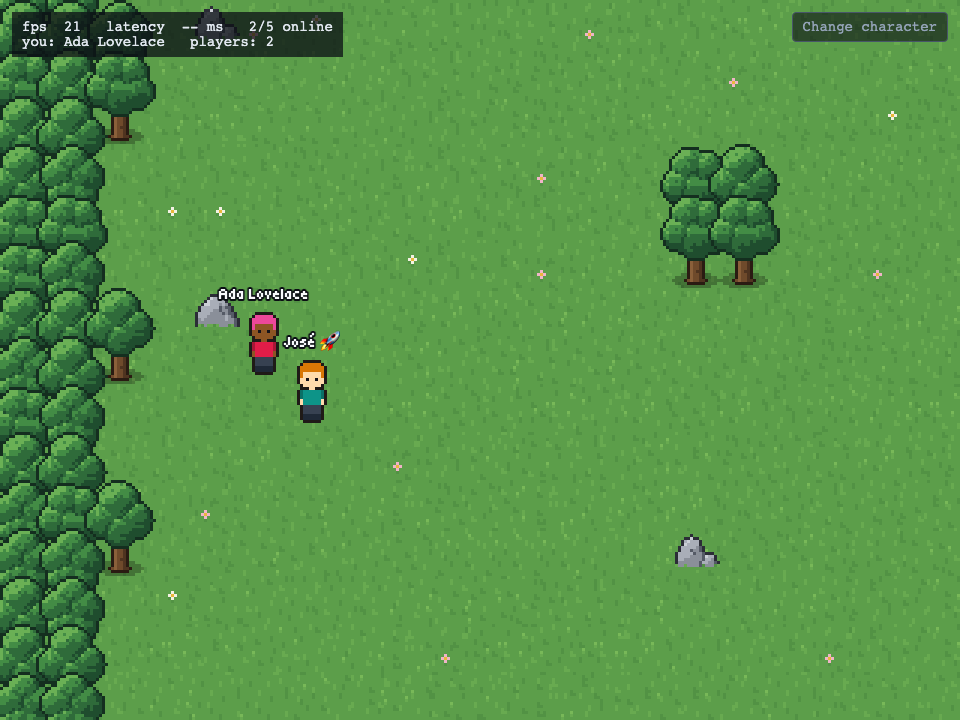 fps 21 latency -- ms 2/5 online
you: Ada Lovelace players: 2
Change character
Ada Lovelace
José 🚀